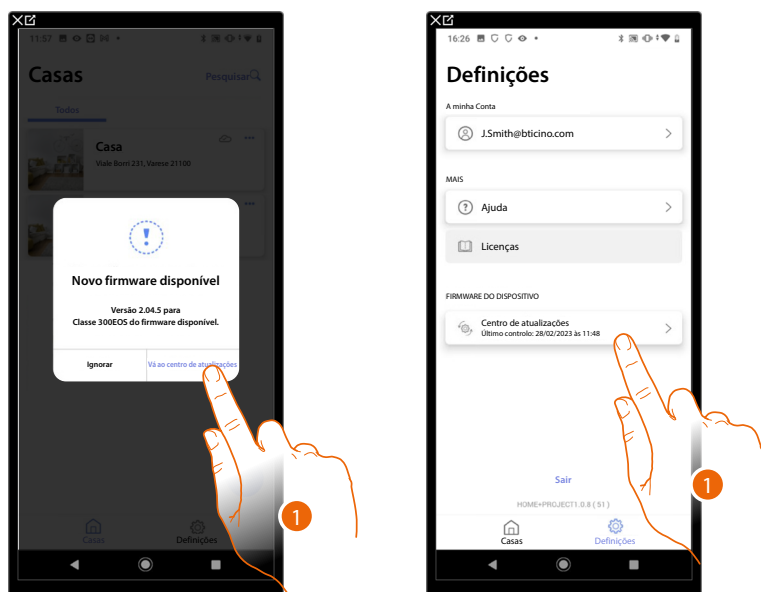 11:57
Casas
Pesquisar
Todos
Casa
Viale Borri 231, Varese 21100
Novo firmware disponível
Versão 2.04.5 para
Classe 300EOS do firmware disponível.
Ignorar
Vá ao centro de atualizações
Casas
Definições
1
16:26
Definições
A minha Conta
J.Smith@bticino.com
MAIS
Ajuda
Licenças
FIRMWARE DO DISPOSITIVO
Centro de atualizações
Último controlo: 28/02/2023 às 11:48
Sair
HOME+PROJECT1.0.8 ( 51 )
Casas
Definições
1